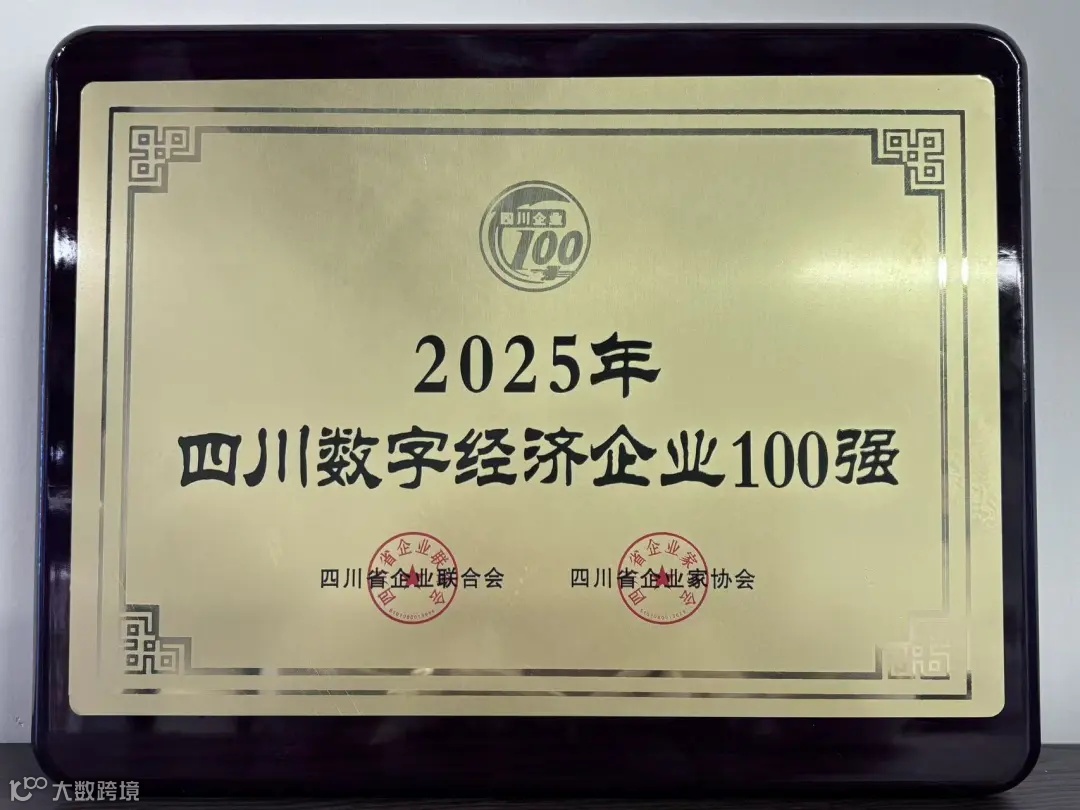 四川企业
100
2025年
四川数字经济企业100强
四川省企业联合会 四川省企业家协会
大数跨境